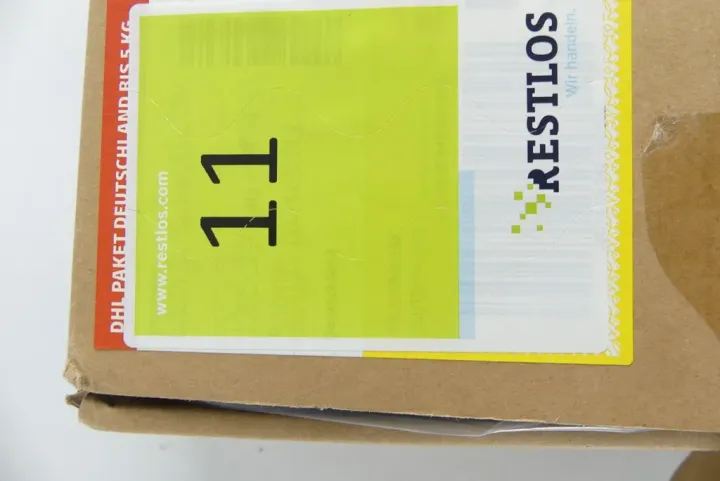 DHL PAKET DEUTSCHLAND BIS 5 KG
www.restlos.com
11
RESTLOS
Wir handeln.